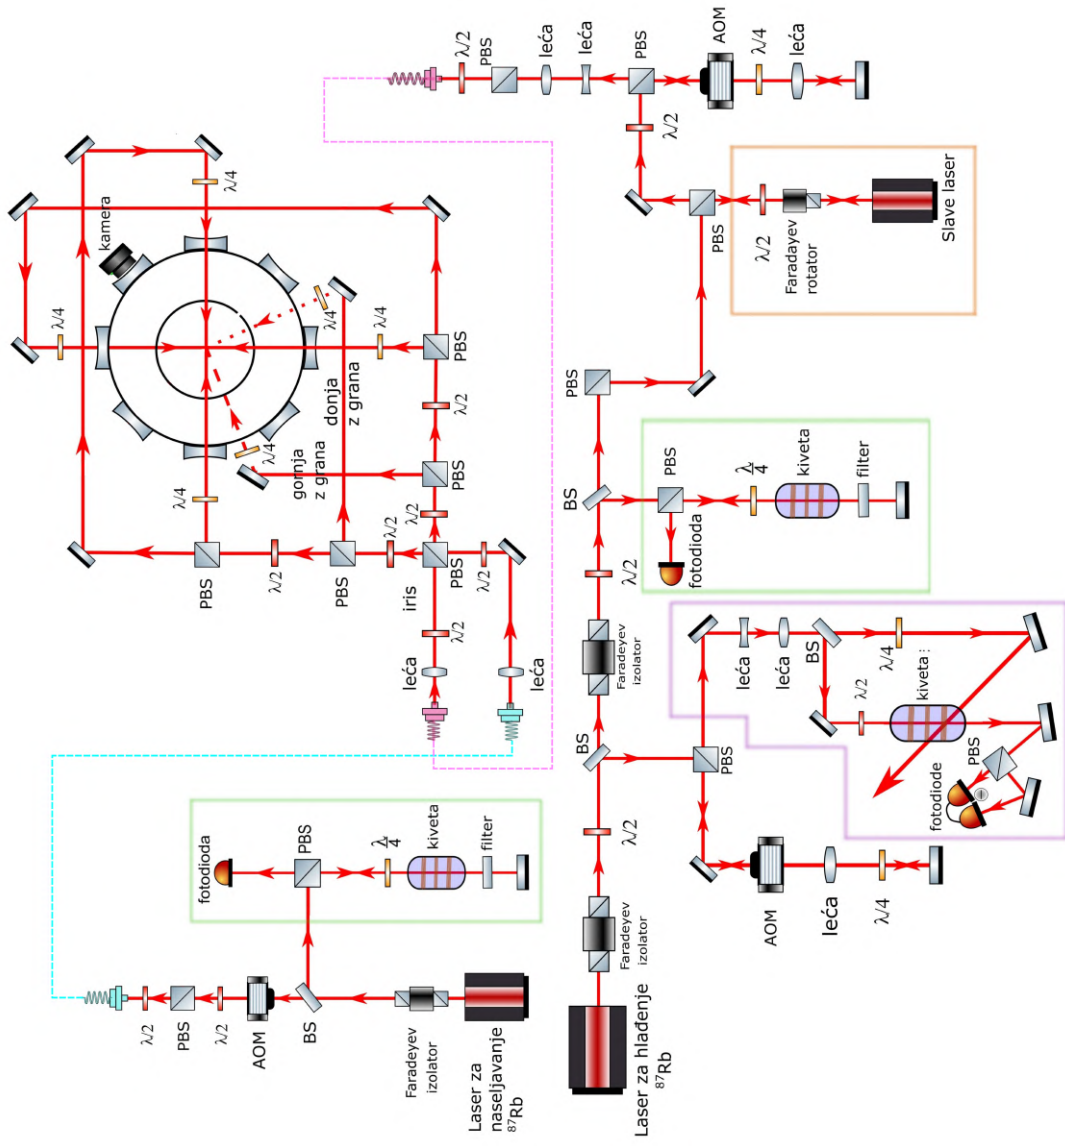 λ/2
PBS
leća
leća
PBS
AOM
λ/4
leća
λ/2
PBS
λ/2
Faradayev
rotator
Slave laser
kamera
λ/4
λ/4
λ/4
λ/4
λ/4
λ/4
gornja
z grana
donja
z grana
PBS
λ/2
PBS
λ/2
PBS
λ/2
PBS
λ/2
PBS
λ/2
iris
λ/2
leća
leća
PBS
BS
λ/2
Faradeyev
izolator
PBS
fotodioda
λ/4
kiveta
filter
BS
PBS
λ/2
Faradeyev
izolator
Laser za hlađenje
⁸⁷Rb
leća
leća
BS
λ/4
λ/2
kiveta
PBS
fotodiode
AOM
leća
λ/4
fotodioda
PBS
λ/4
kiveta
filter
λ/2
PBS
λ/2
AOM
BS
Faradeyev
izolator
Laser za
naseljavanje
⁸⁷Rb